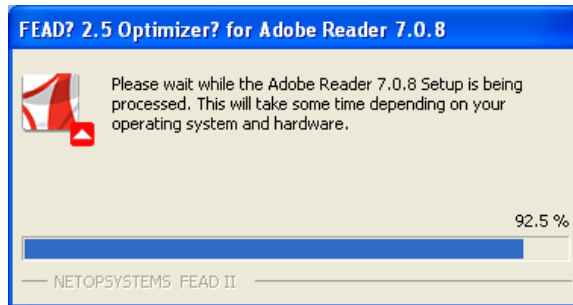 FEAD? 2.5 Optimizer? for Adobe Reader 7.0.8
Please wait while the Adobe Reader 7.0.8 Setup is being
processed. This will take some time depending on your
operating system and hardware.
92.5 %
NETOPSYSTEMS FEAD II